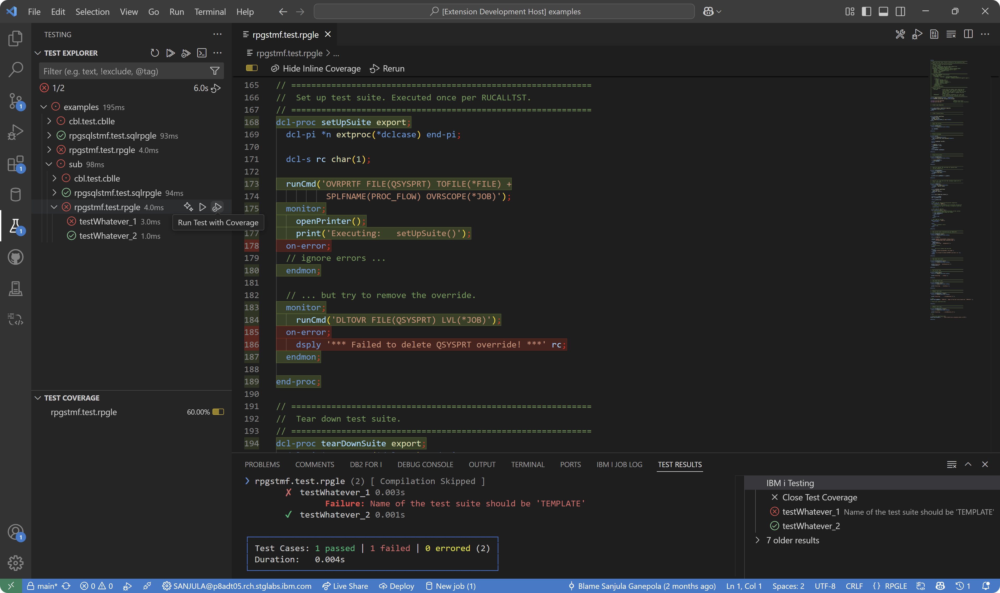 File Edit Selection View Go Run Terminal Help
[Extension Development Host] examples
TESTING
TEST EXPLORER
Filter (e.g. text, !exclude, @tag)
1/2 6.0s
examples 195ms
cbl.test.cblle
rpgsqlstmf.test.sqlrpgle 93ms
rpgstmf.test.rpgle 4.0ms
sub 98ms
cbl.test.cblle
rpgsqlstmf.test.sqlrpgle 94ms
rpgstmf.test.rpgle 4.0ms
testWhatever_1 3.0ms
testWhatever_2 1.0ms
Run Test with Coverage
1
1
1
1
TEST COVERAGE
rpgstmf.test.rpgle 60.00%
rpgstmf.test.rpgle
rpgstmf.test.rpgle > ...
Hide Inline Coverage Rerun
165 // ============================================================
166 // Set up test suite. Executed once per RUCALLTST.
167 // ============================================================
168 dcl-proc setUpSuite export;
169 dcl-pi *n extproc(*dclcase) end-pi;
170
171 dcl-s rc char(1);
172
173 runCmd('OVRPRTF FILE(QSYSPRT) TOFILE(*FILE) +
174 SPLFNAME(PROC_FLOW) OVRSCOPE(*JOB)');
175 monitor;
openPrinter();
177 print('Executing:   setUpSuite()');
178 on-error;
179 // ignore errors ...
180 endmon;
181
182 // ... but try to remove the override.
183 monitor;
184 runCmd('DLTOVR FILE(QSYSPRT) LVL(*JOB)');
185 on-error;
186 dsply '*** Failed to delete QSYSPRT override! ***' rc;
187 endmon;
188
189 end-proc;
190
191 // ============================================================
192 // Tear down test suite.
193 // ============================================================
194 dcl-proc tearDownSuite export;
PROBLEMS COMMENTS DB2 FOR I DEBUG CONSOLE OUTPUT TERMINAL PORTS IBM I JOB LOG TEST RESULTS
❯ rpgstmf.test.rpgle (2) [ Compilation Skipped ]
✗ testWhatever_1 0.003s
Failure: Name of the test suite should be 'TEMPLATE'
✓ testWhatever_2 0.001s
Test Cases: 1 passed | 1 failed | 0 errored (2)
Duration: 0.004s
IBM i Testing
Close Test Coverage
testWhatever_1 Name of the test suite should be 'TEMPLATE'
testWhatever_2
7 older results
main* 0 0 SANJULA@p8adt05.rch.stglabs.ibm.com Live Share Deploy New job (1) Blame Sanjula Ganepola (2 months ago) Ln 1, Col 1 Spaces: 2 UTF-8 CRLF {} RPGLE 1